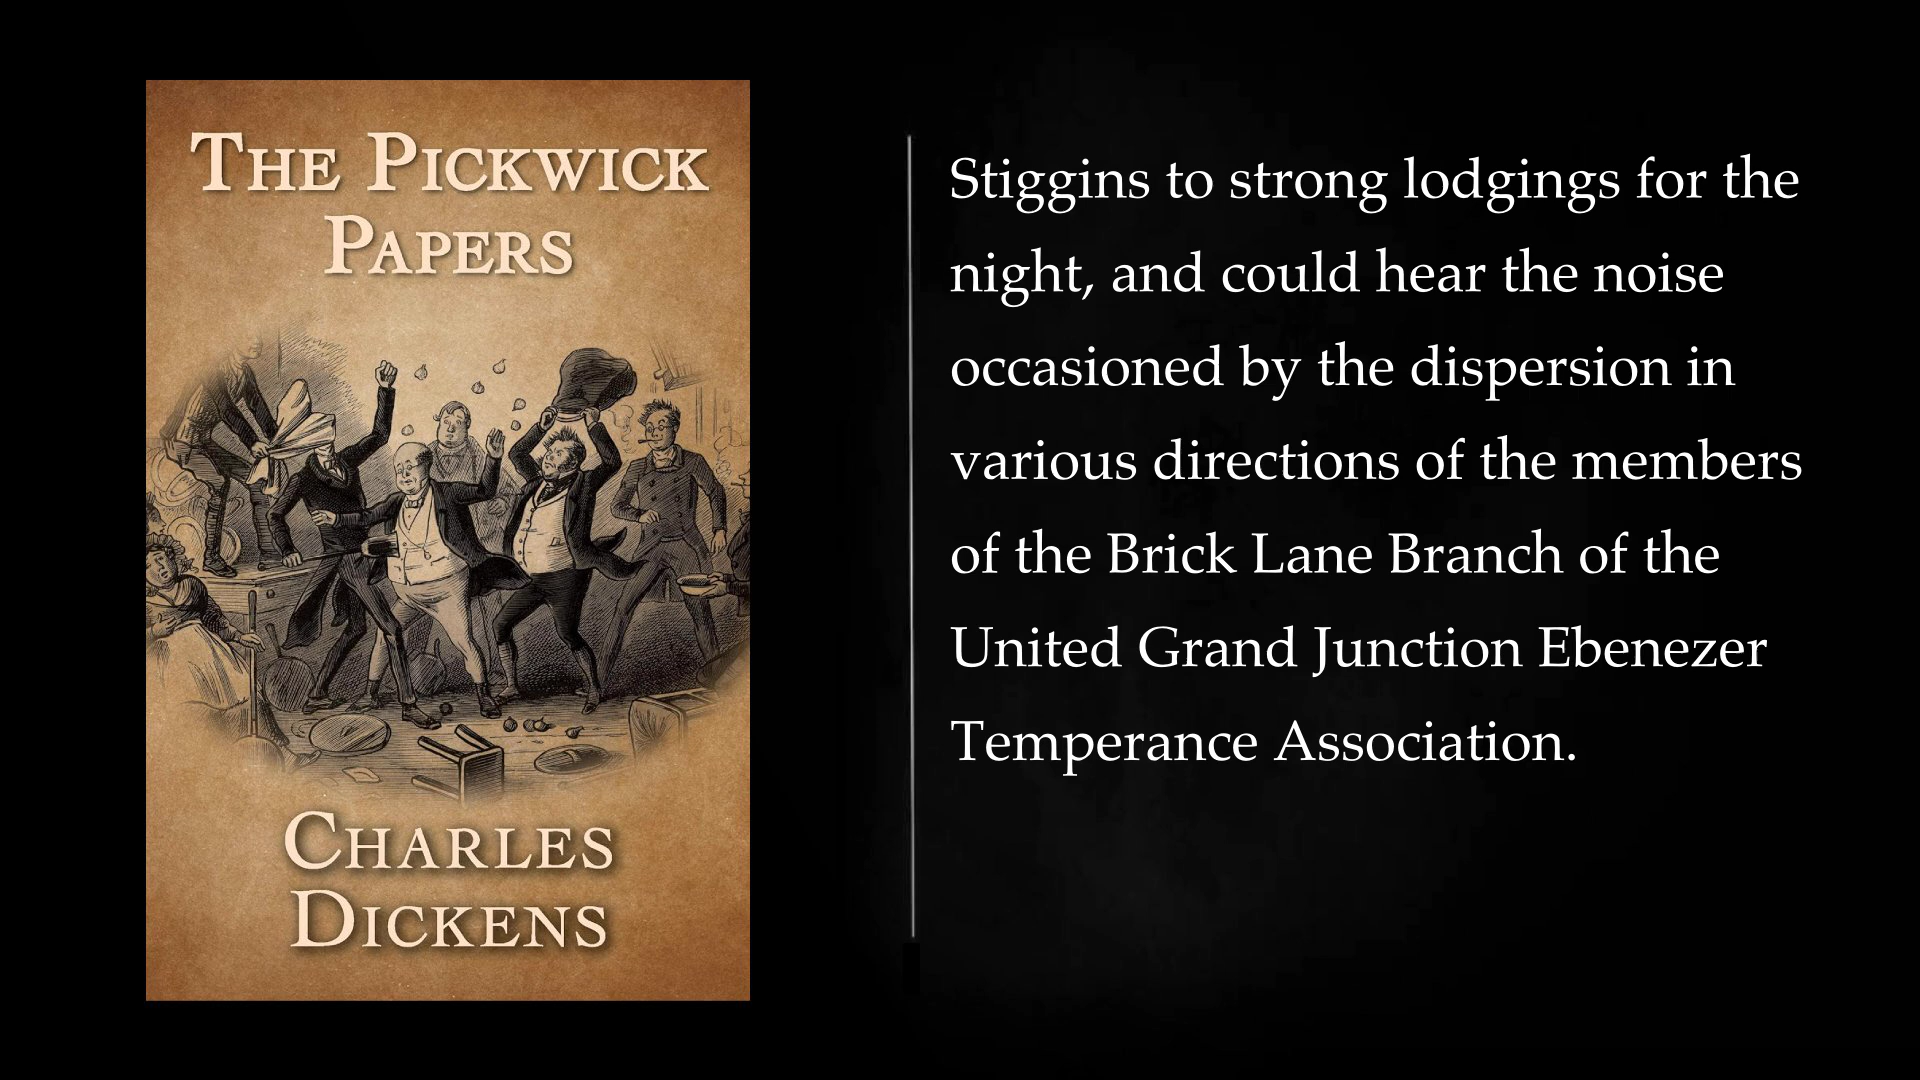 The Pickwick
Papers
Charles
Dickens
Stiggins to strong lodgings for the
night, and could hear the noise
occasioned by the dispersion in
various directions of the members
of the Brick Lane Branch of the
United Grand Junction Ebenezer
Temperance Association.